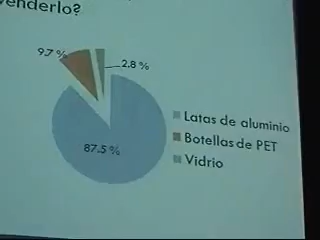 venderlo?
9.7 %
2.8 %
87.5 %
Latas de aluminio
Botellas de PET
Vidrio